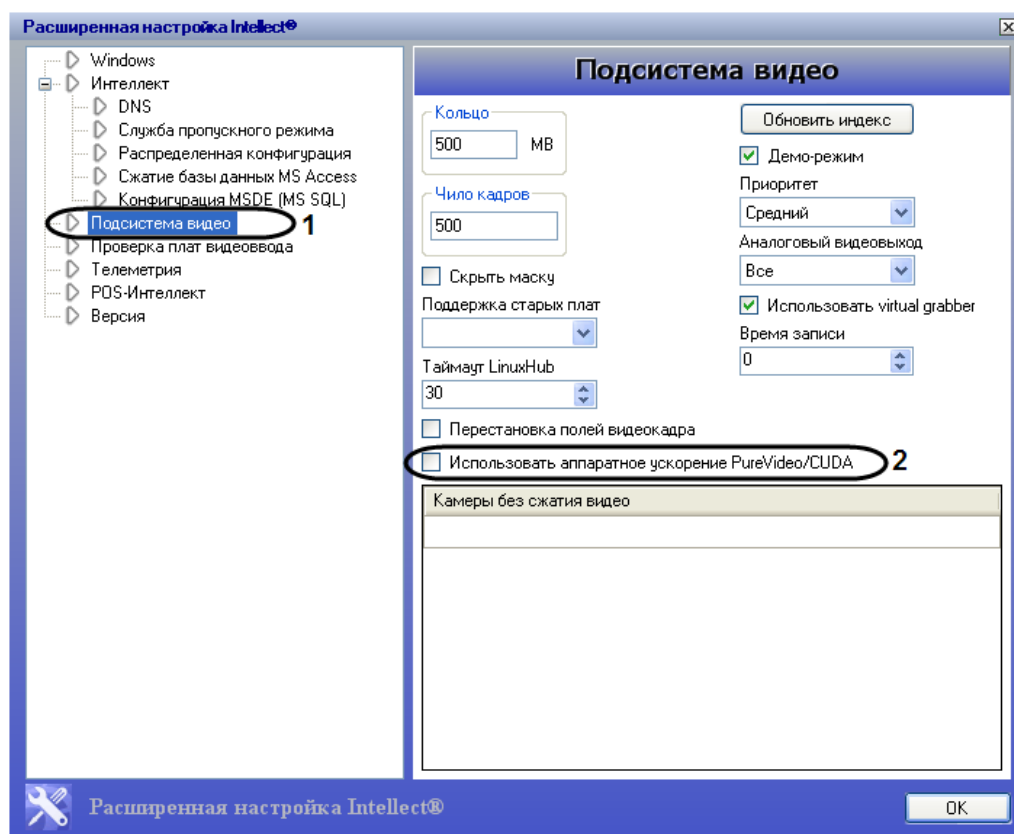 Расширенная настройка Intellect®
Windows
Интеллект
DNS
Служба пропускного режима
Распределенная конфигурация
Сжатие базы данных MS Access
Конфигурация MSDE (MS SQL)
Подсистема видео 1
Проверка плат видеоввода
Телеметрия
POS-Интеллект
Версия
Подсистема видео
Кольцо
500 MB
Чило кадров
500
Скрыть маску
Поддержка старых плат
Таймаут LinuxHub
30
Обновить индекс
Демо-режим
Приоритет
Средний
Аналоговый видеовыход
Все
Использовать virtual grabber
Время записи
0
Перестановка полей видеокадра
Использовать аппаратное ускорение PureVideo/CUDA 2
Камеры без сжатия видео
Расширенная настройка Intellect®
OK